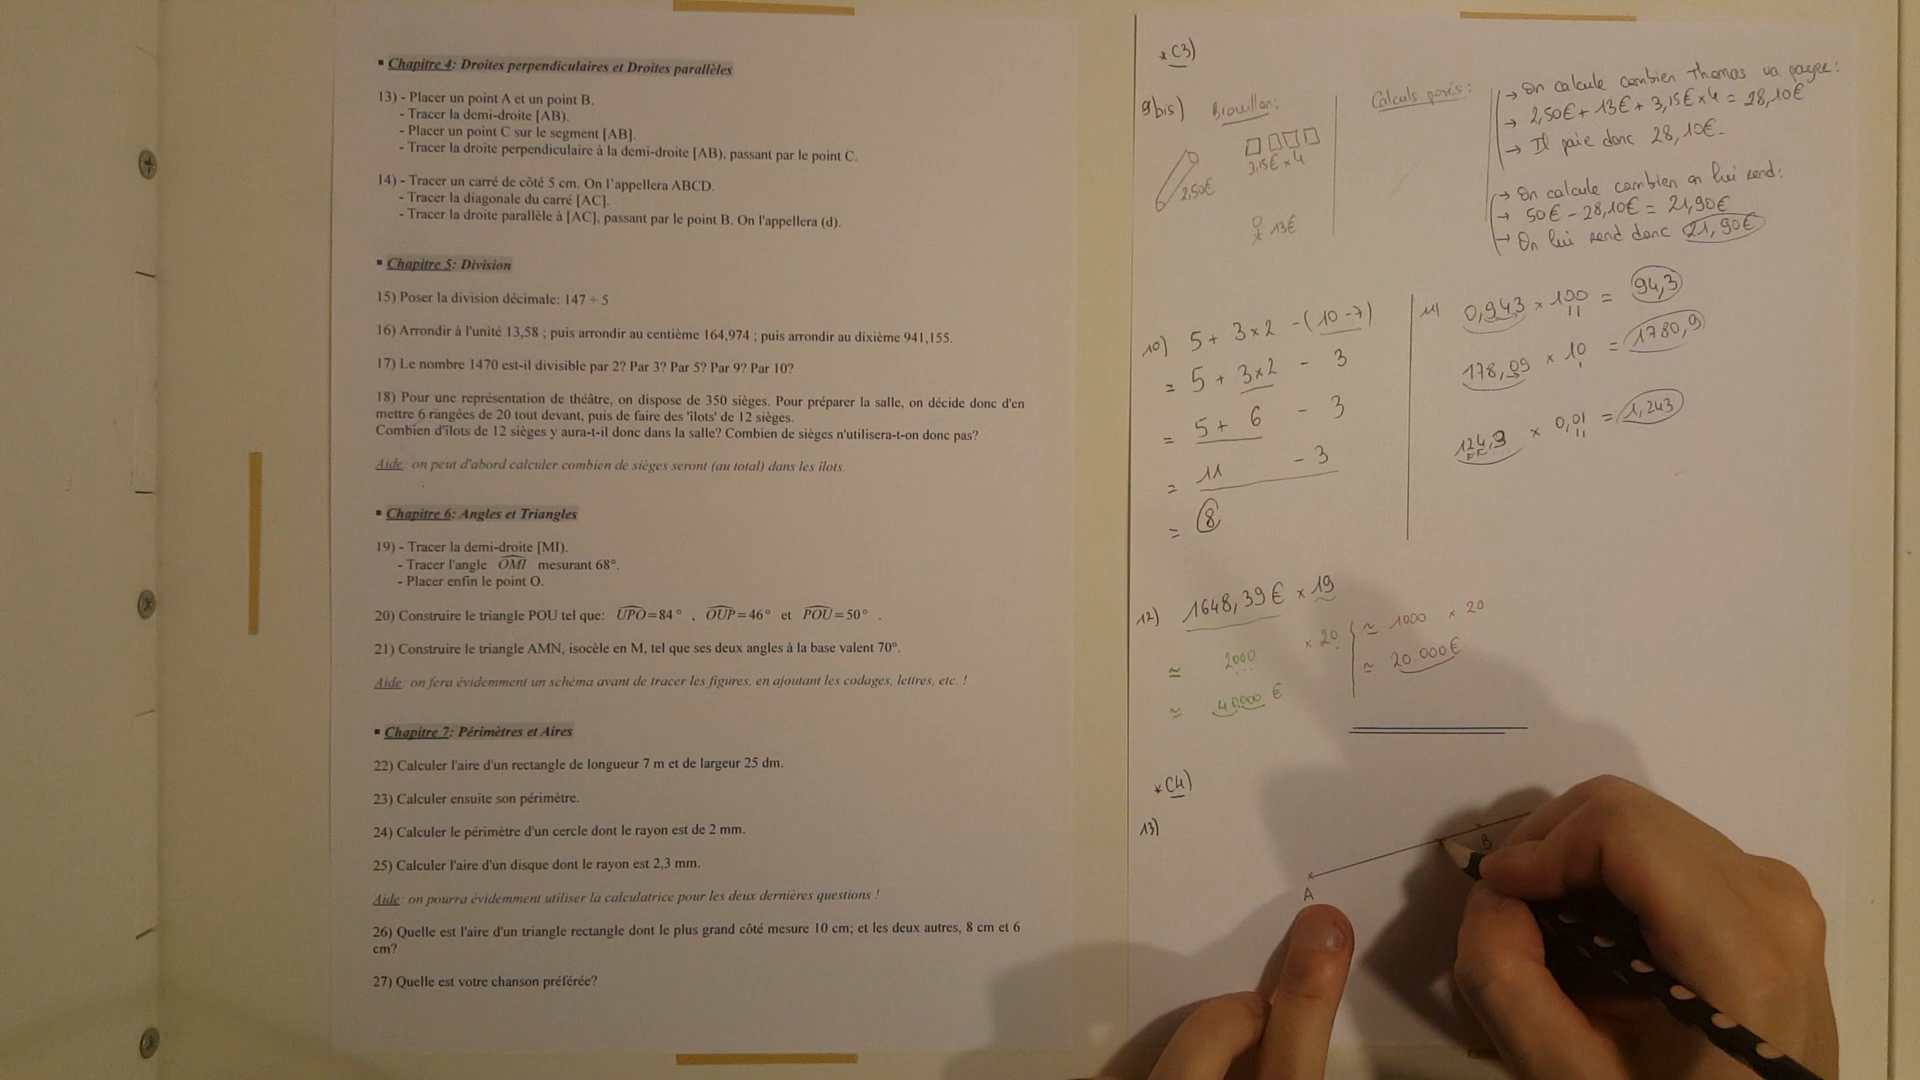 ▪ Chapitre 4: Droites perpendiculaires et Droites parallèles
13) - Placer un point A et un point B.
- Tracer la demi-droite [AB).
- Placer un point C sur le segment [AB].
- Tracer la droite perpendiculaire à la demi-droite [AB), passant par le point C.
14) - Tracer un carré de côté 5 cm. On l'appellera ABCD.
- Tracer la diagonale du carré [AC].
- Tracer la droite parallèle à [AC], passant par le point B. On l'appellera (d).
▪ Chapitre 5: Division
15) Poser la division décimale: 147 ÷ 5
16) Arrondir à l'unité 13,58 ; puis arrondir au centième 164,974 ; puis arrondir au dixième 941,155.
17) Le nombre 1470 est-il divisible par 2? Par 3? Par 5? Par 9? Par 10?
18) Pour une représentation de théâtre, on dispose de 350 sièges. Pour préparer la salle, on décide donc d'en
mettre 6 rangées de 20 tout devant, puis de faire des 'îlots' de 12 sièges.
Combien d'îlots de 12 sièges y aura-t-il donc dans la salle? Combien de sièges n'utilisera-t-on donc pas?
Aide: on peut d'abord calculer combien de sièges seront (au total) dans les îlots.
▪ Chapitre 6: Angles et Triangles
19) - Tracer la demi-droite [MI).
- Tracer l'angle OMI mesurant 68°.
- Placer enfin le point O.
20) Construire le triangle POU tel que: UPO=84° , OUP=46° et POU=50° .
21) Construire le triangle AMN, isocèle en M, tel que ses deux angles à la base valent 70°.
Aide: on fera évidemment un schéma avant de tracer les figures, en ajoutant les codages, lettres, etc. !
▪ Chapitre 7: Périmètres et Aires
22) Calculer l'aire d'un rectangle de longueur 7 m et de largeur 25 dm.
23) Calculer ensuite son périmètre.
24) Calculer le périmètre d'un cercle dont le rayon est de 2 mm.
25) Calculer l'aire d'un disque dont le rayon est 2,3 mm.
Aide: on pourra évidemment utiliser la calculatrice pour les deux dernières questions !
26) Quelle est l'aire d'un triangle rectangle dont le plus grand côté mesure 10 cm; et les deux autres, 8 cm et 6
cm?
27) Quelle est votre chanson préférée?
* C3)
9bis) Brouillon:
3,15€ × 4
2,50€
13€
Calculs posés:
→ On calcule combien Thomas va payer:
→ 2,50€ + 13€ + 3,15€ × 4 = 28,10€
→ Il paie donc 28,10€.
→ On calcule combien on lui rend:
→ 50€ - 28,10€ = 21,90€
→ On lui rend donc 21,90€
10) 5 + 3×2 - (10-7)
= 5 + 3×2 - 3
= 5 + 6 - 3
= 11 - 3
= 8
11) 0,943 × 100 = 94,3
178,09 × 10 = 1780,9
124,3 × 0,01 = 1,243
12) 1648,39 € × 19
≃ 2000 × 20
≃ 40000 €
≃ 1000 × 20
≃ 20 000€
* C4)
13)
A
B